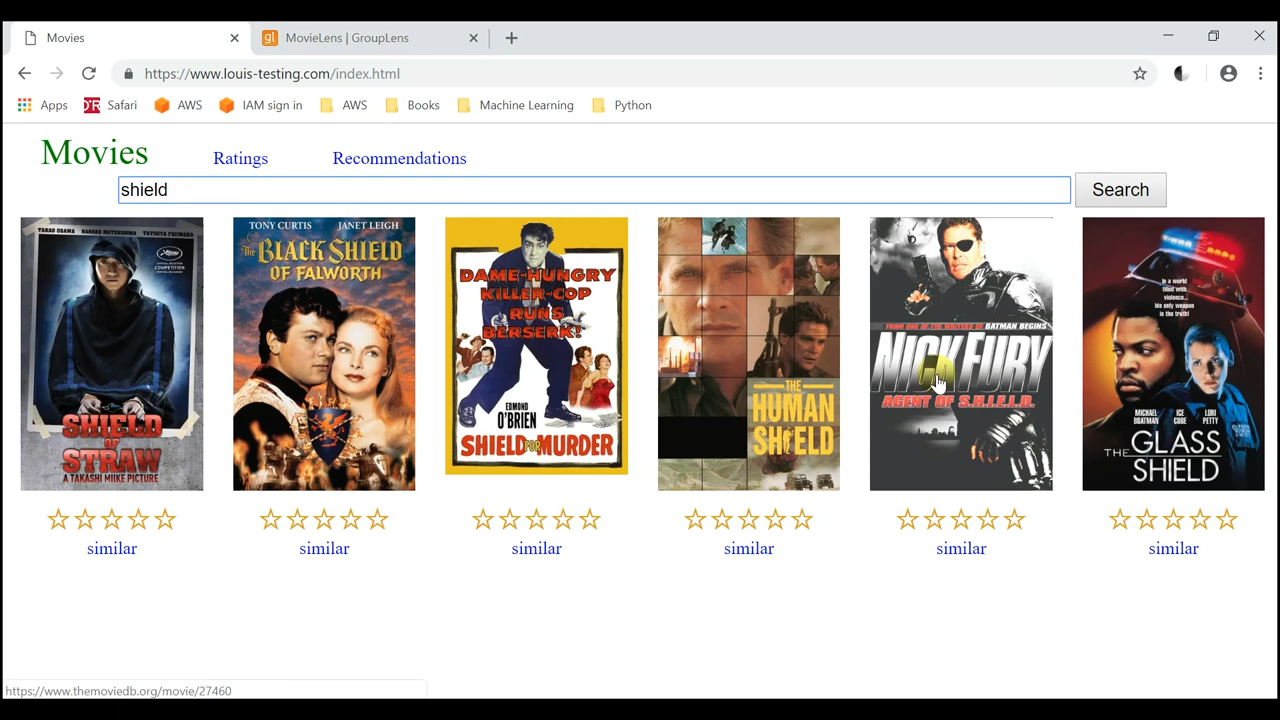 Movies
MovieLens | GroupLens
https://www.louis-testing.com/index.html
Apps
Safari
AWS
IAM sign in
AWS
Books
Machine Learning
Python
Movies
Ratings
Recommendations
shield
Search
TAKAO OSAWA NANAKO MATSUSHIMA TATSUYA FUJIWARA
COMPETITION
SHIELD
OF
STRAW
A TAKASHI MIIKE PICTURE
TONY CURTIS JANET LEIGH
The BLACK SHIELD
OF FALWORTH
DAME-HUNGRY
KILLER-COP
RUNS
BERSERK!
EDMOND
O'BRIEN
SHIELD FOR MURDER
THE
HUMAN
SHIELD
FROM ONE OF THE WRITERS OF BATMAN BEGINS
NICK FURY
AGENT OF S.H.I.E.L.D.
In a world
filled with
violence...
his only weapon
is the truth!
MICHAEL BOATMAN
ICE CUBE
LORI PETTY
THE GLASS
SHIELD
similar
similar
similar
similar
similar
similar
https://www.themoviedb.org/movie/27460